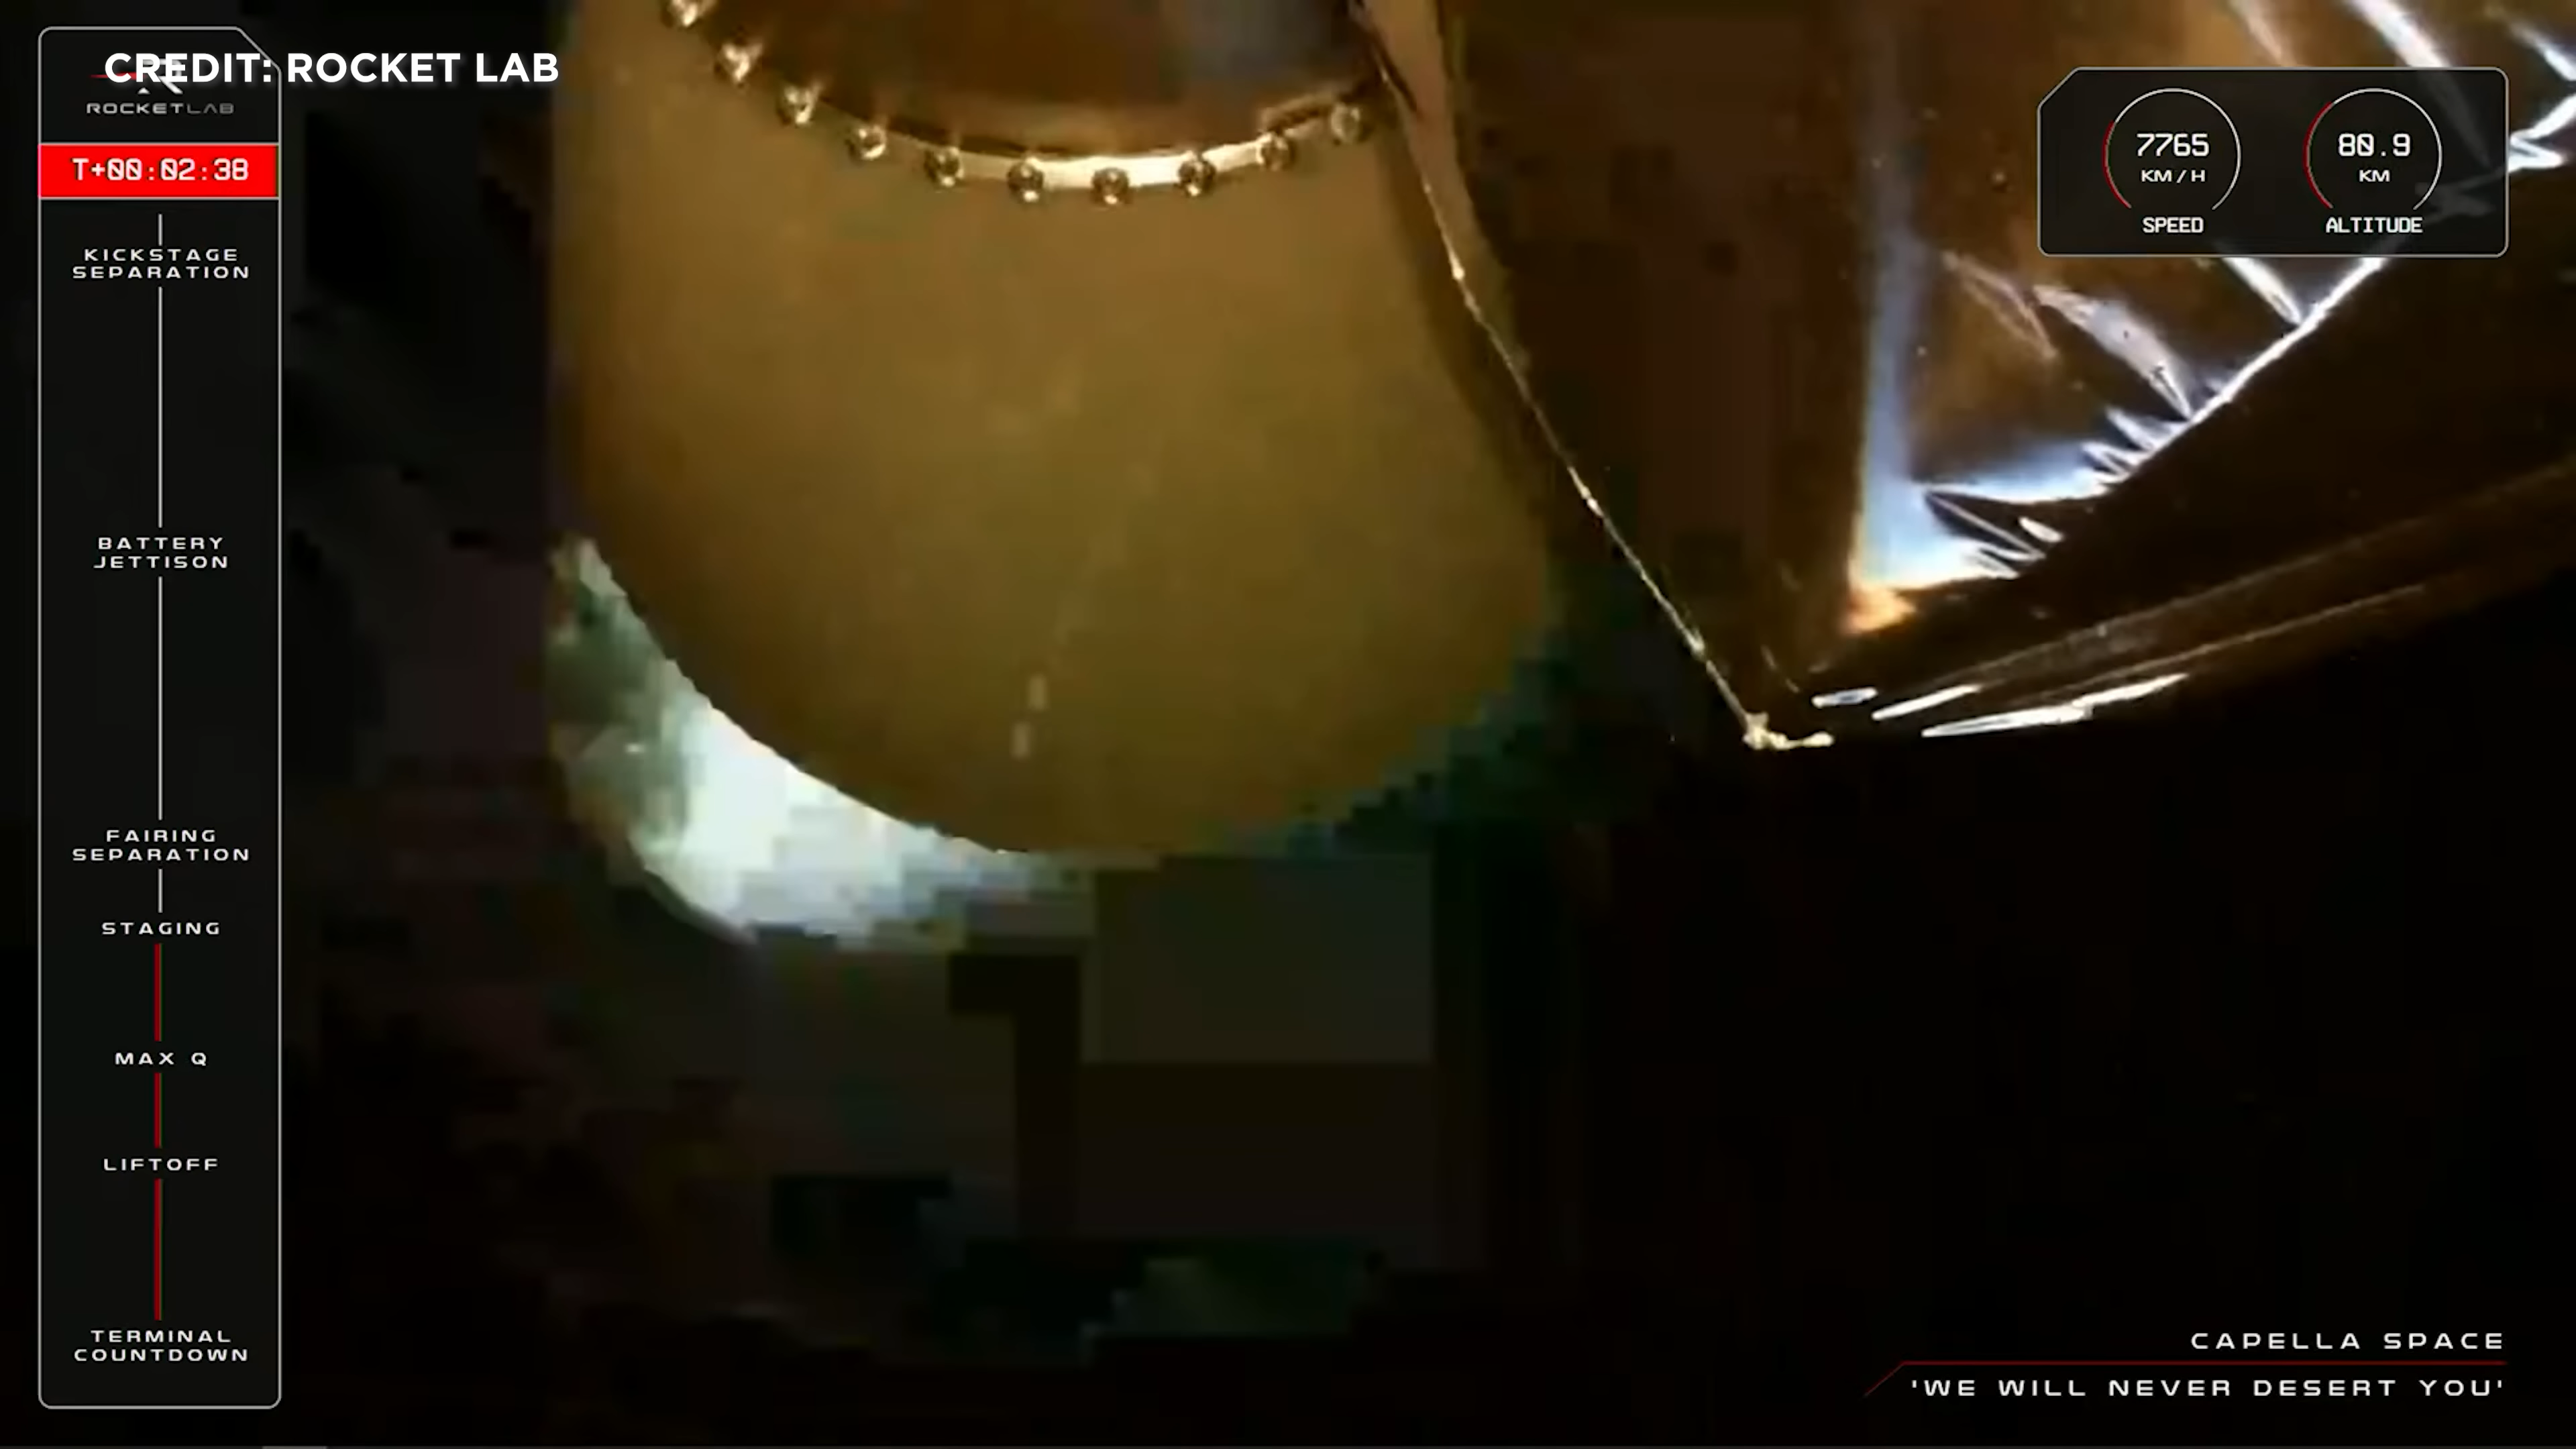 CREDIT: ROCKET LAB
ROCKETLAB
T+00:02:38
KICKSTAGE
SEPARATION
BATTERY
JETTISON
FAIRING
SEPARATION
STAGING
MAX Q
LIFTOFF
TERMINAL
COUNTDOWN
7765
KM/H
SPEED
80.9
KM
ALTITUDE
CAPELLA SPACE
'WE WILL NEVER DESERT YOU'